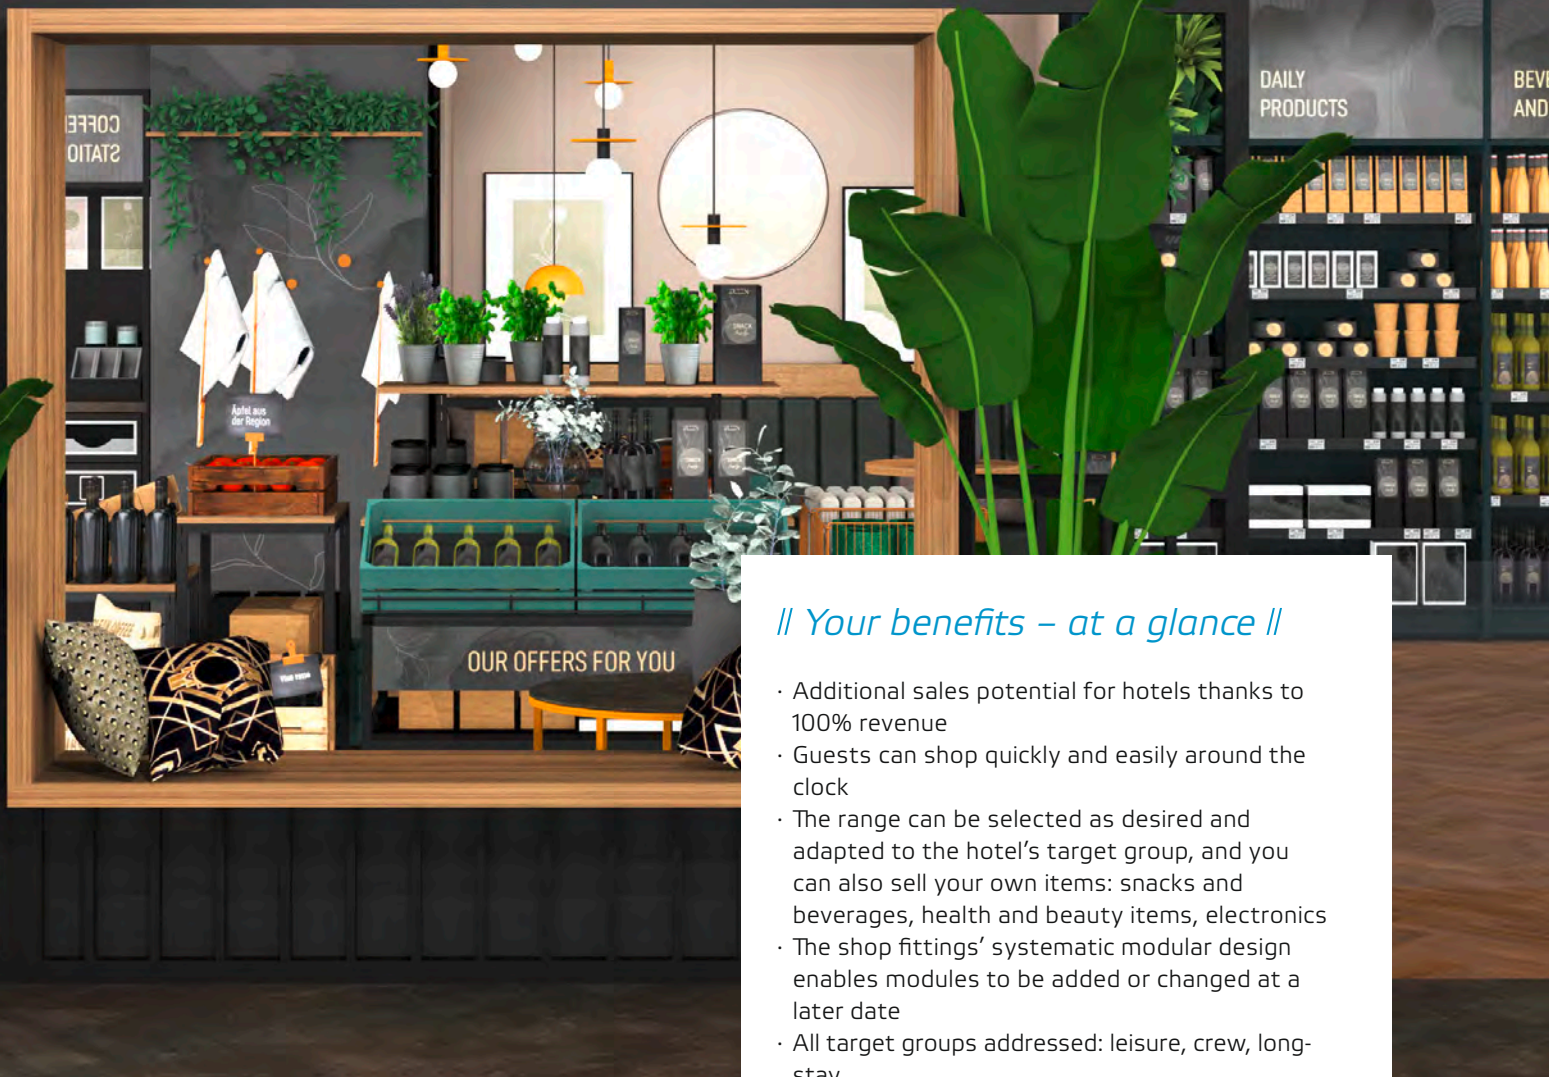 DAILY
PRODUCTS
BEVE
AND
COFFEE
STATIO
Äpfel aus
der Region
SNACK
OUR OFFERS FOR YOU
// Your benefits – at a glance //
· Additional sales potential for hotels thanks to
100% revenue
· Guests can shop quickly and easily around the
clock
· The range can be selected as desired and
adapted to the hotel’s target group, and you
can also sell your own items: snacks and
beverages, health and beauty items, electronics
· The shop fittings’ systematic modular design
enables modules to be added or changed at a
later date
· All target groups addressed: leisure, crew, long-
stay